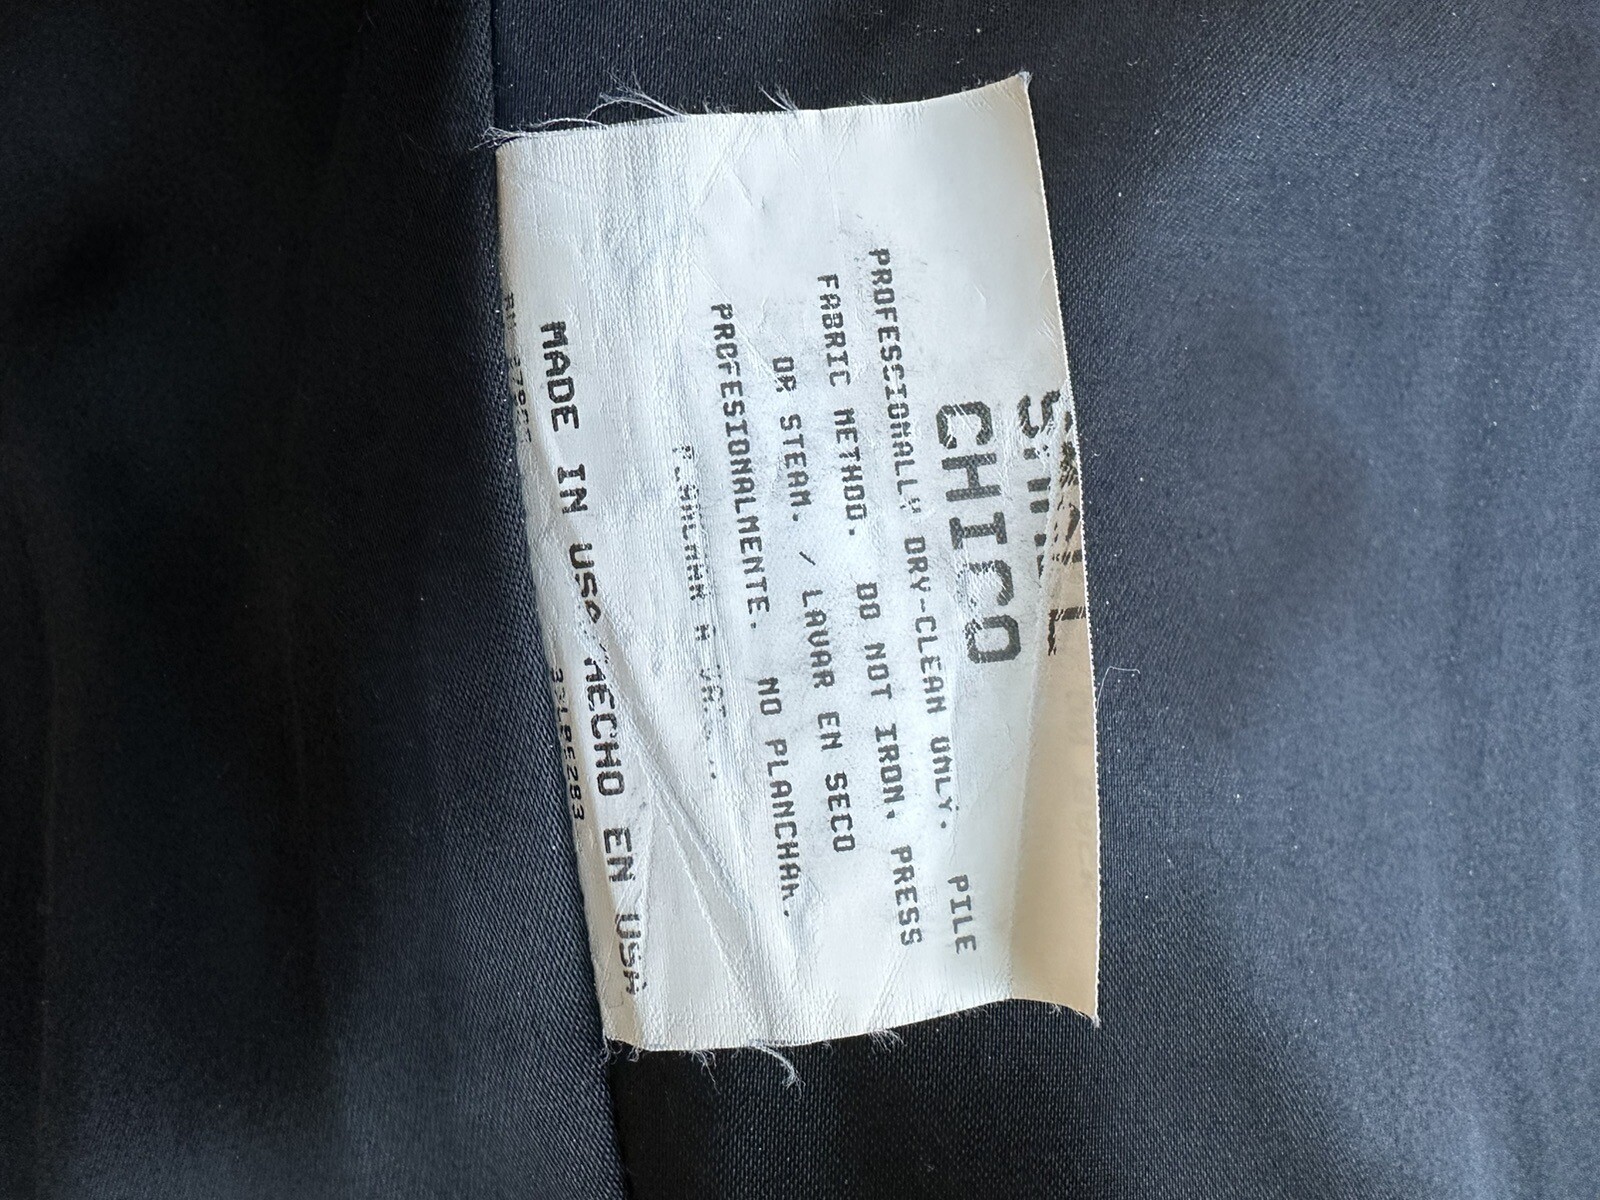 CHICO
PROFESSIONALLY DRY-CLEAN ONLY. PILE
FABRIC METHOD. DO NOT IRON, PRESS
OR STEAM. / LAVAR EN SECO
PROFESIONALMENTE. NO PLANCHAR,
A
MADE IN USA/HECHO EN USA